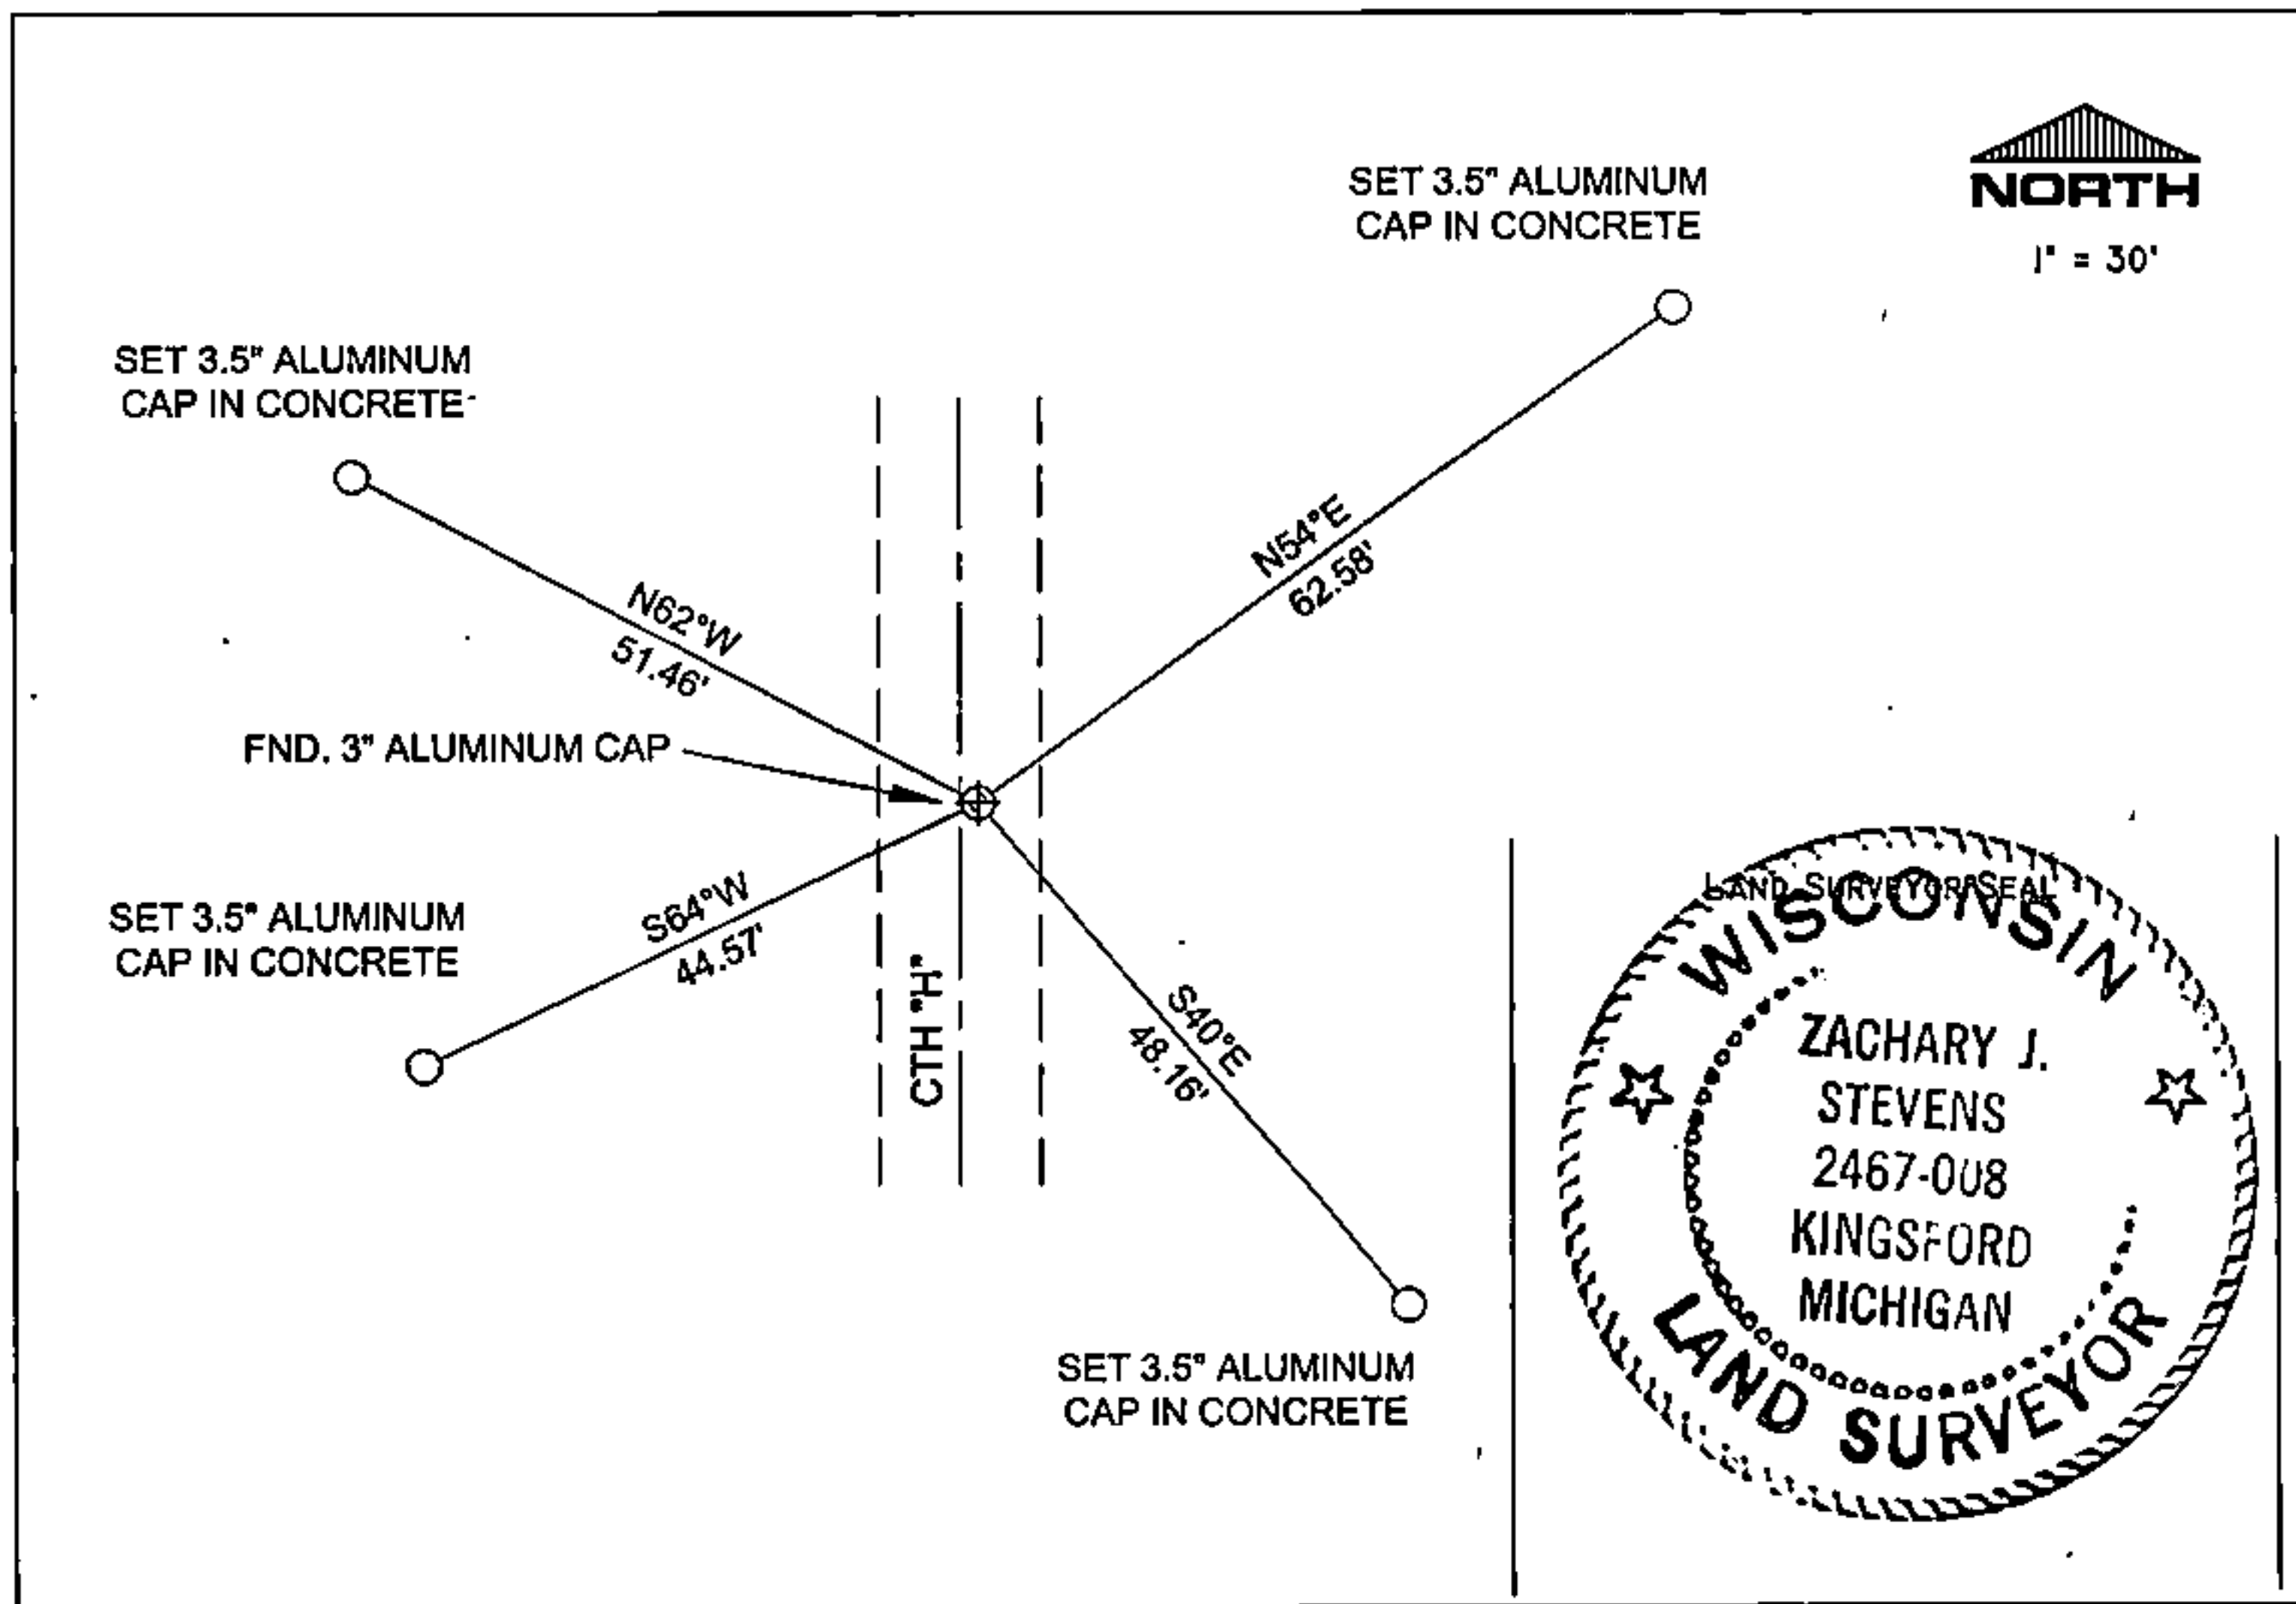 SET 3.5" ALUMINUM
CAP IN CONCRETE
NORTH
1" = 30'
SET 3.5" ALUMINUM
CAP IN CONCRETE
N54°E
62.58'
N62°W
51.46'
FND. 3" ALUMINUM CAP
SET 3.5" ALUMINUM
CAP IN CONCRETE
S64°W
44.57'
CTH "H"
S40°E
48.16'
SET 3.5" ALUMINUM
CAP IN CONCRETE
LAND SURVEYOR SEAL
WISCONSIN
ZACHARY J.
STEVENS
2467-008
KINGSFORD
MICHIGAN
LAND SURVEYOR